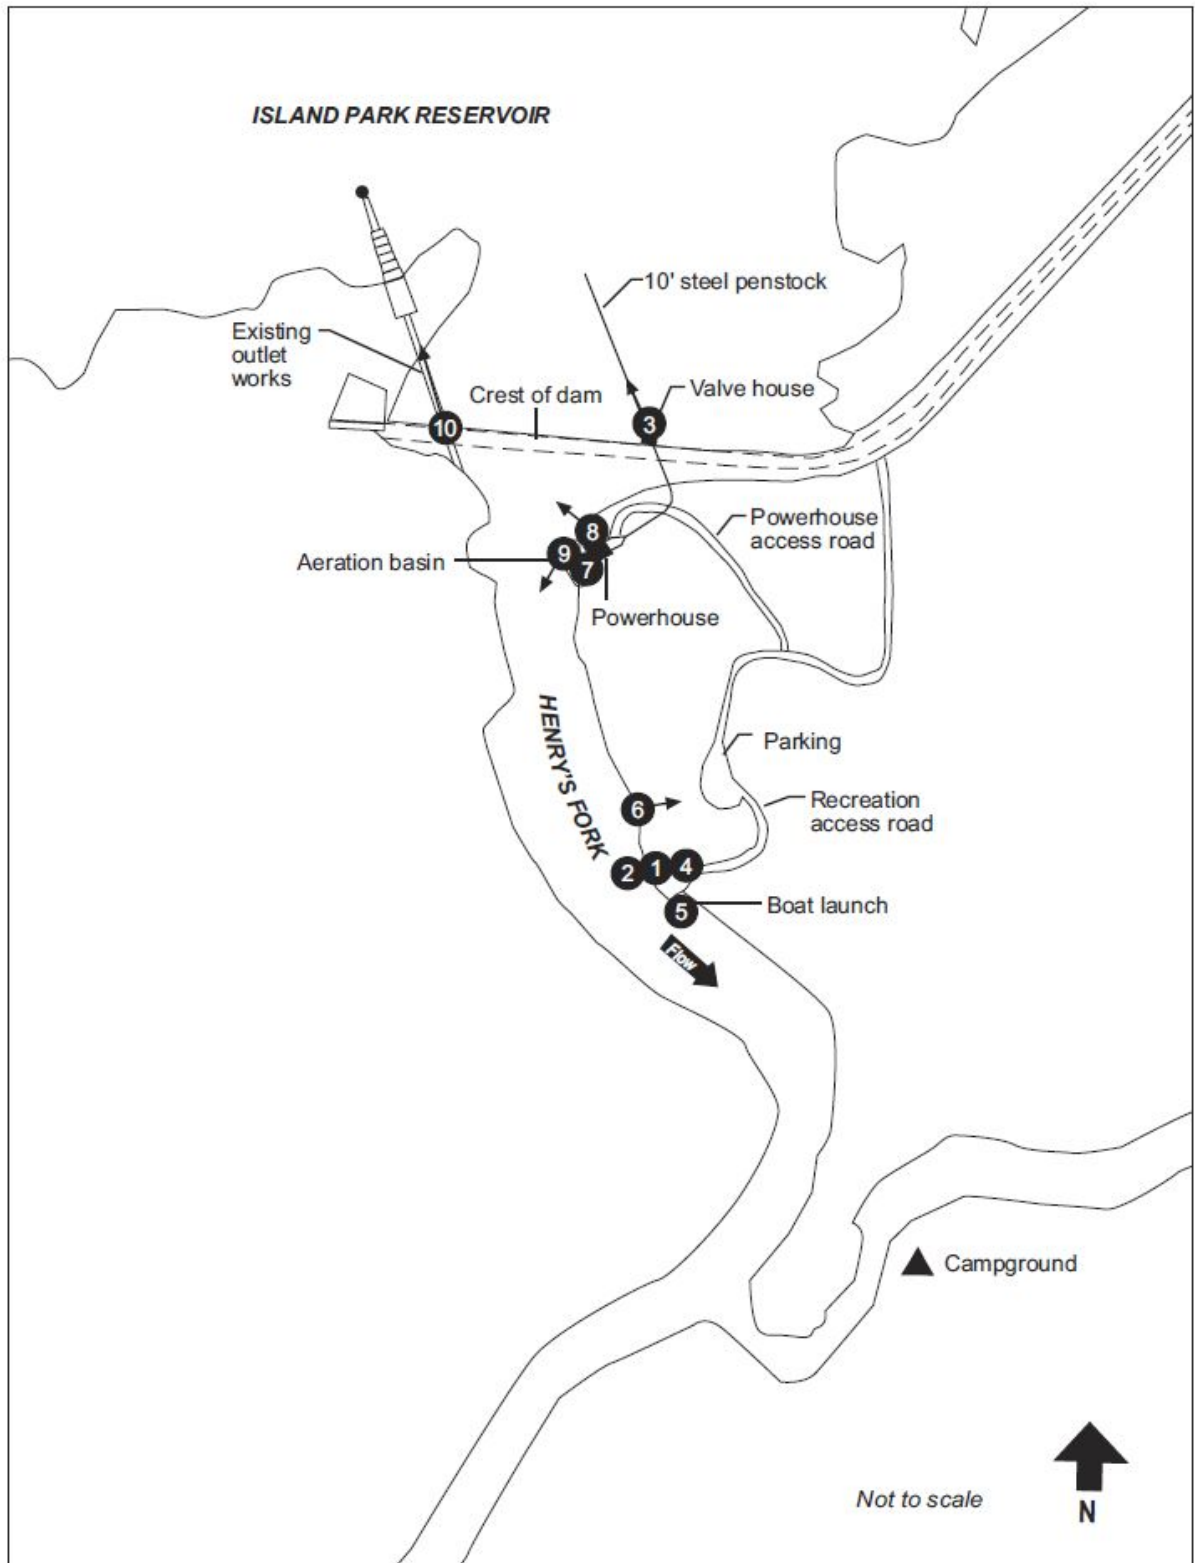 ISLAND PARK RESERVOIR
10' steel penstock
Existing
outlet
works
Crest of dam
Valve house
3
10
Powerhouse
access road
8
9
7
Aeration basin
Powerhouse
HENRY'S FORK
Parking
Recreation
access road
6
2
1
4
5
Boat launch
Flow
Campground
Not to scale
N